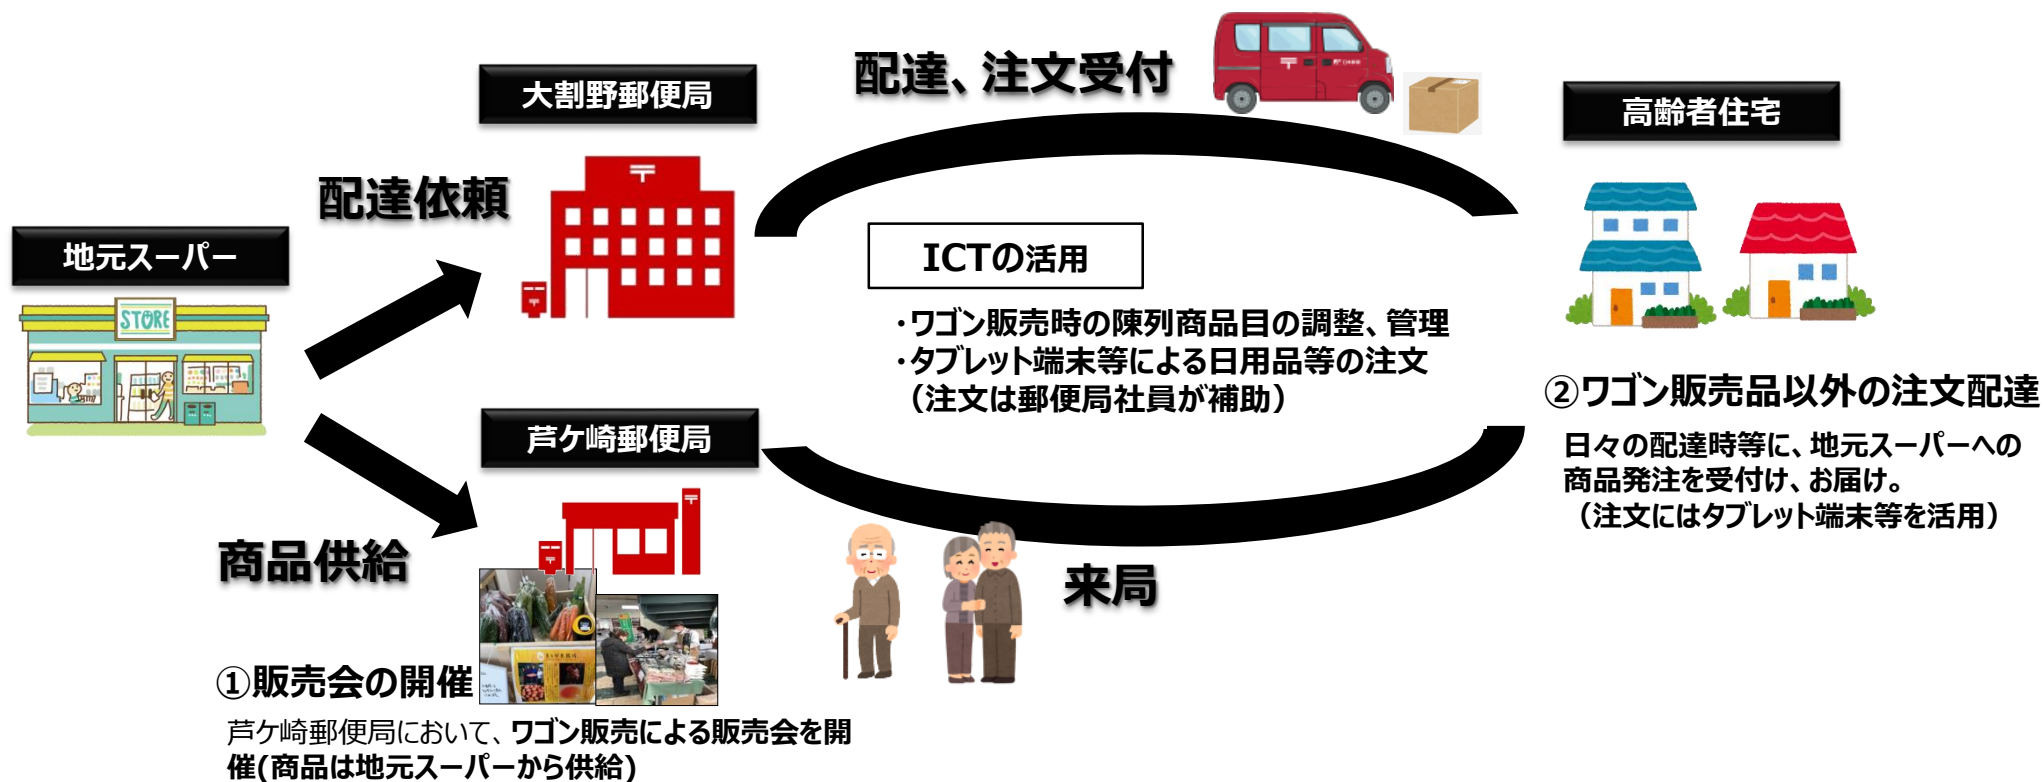 配達、注文受付
大割野郵便局
高齢者住宅
配達依頼
地元スーパー
STORE
ICTの活用
・ワゴン販売時の陳列商品目の調整、管理
・タブレット端末等による日用品等の注文
（注文は郵便局社員が補助）
②ワゴン販売品以外の注文配達
日々の配達時等に、地元スーパーへの
商品発注を受付け、お届け。
（注文にはタブレット端末等を活用）
芦ケ崎郵便局
商品供給
来局
①販売会の開催
芦ケ崎郵便局において、ワゴン販売による販売会を開
催(商品は地元スーパーから供給)